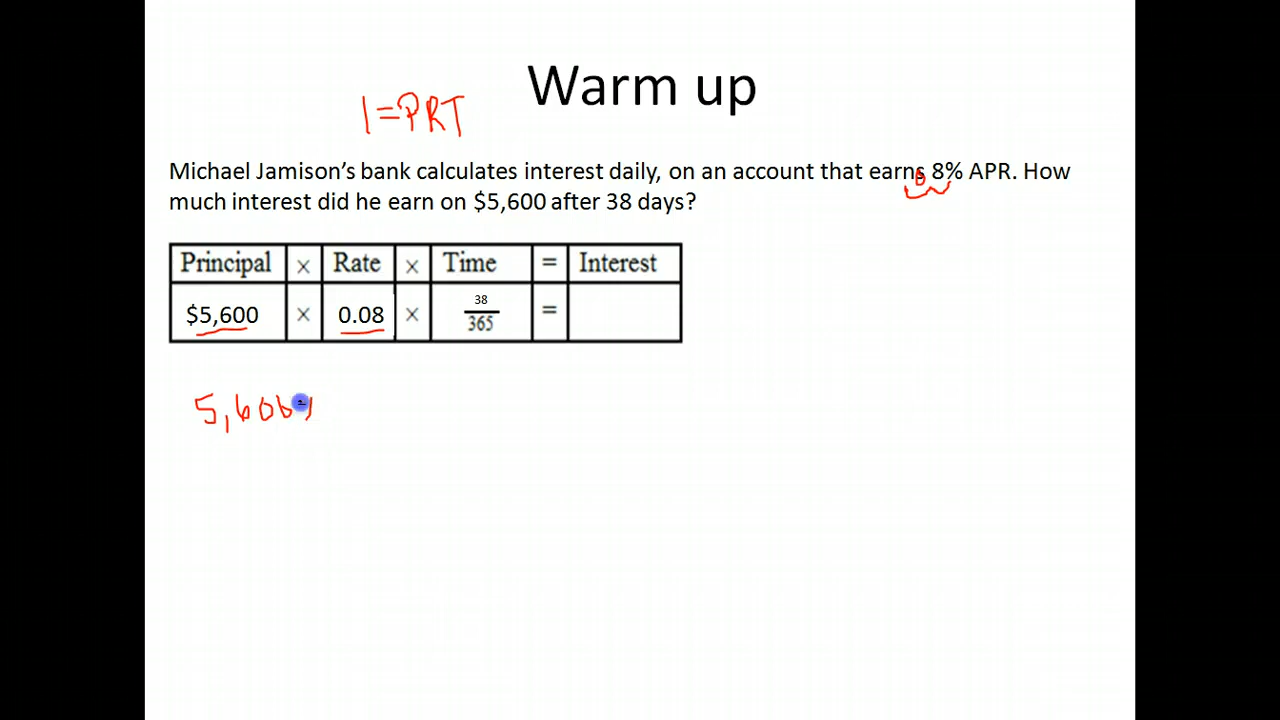 Warm up
I=PRT
Michael Jamison’s bank calculates interest daily, on an account that earns 8% APR. How
much interest did he earn on $5,600 after 38 days?
Principal × Rate × Time = Interest
$5,600 × 0.08 × 38/365 =
5,600